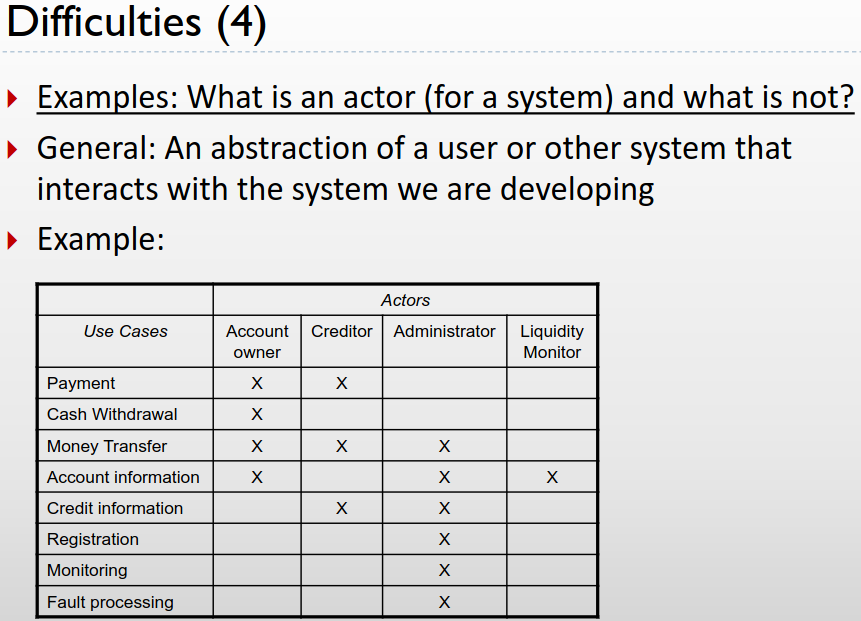 Difficulties (4)
Examples: What is an actor (for a system) and what is not?
General: An abstraction of a user or other system that
interacts with the system we are developing
Example:
Actors
Use Cases Account owner Creditor Administrator Liquidity Monitor
Payment X X
Cash Withdrawal X
Money Transfer X X X
Account information X X X
Credit information X X
Registration X
Monitoring X
Fault processing X